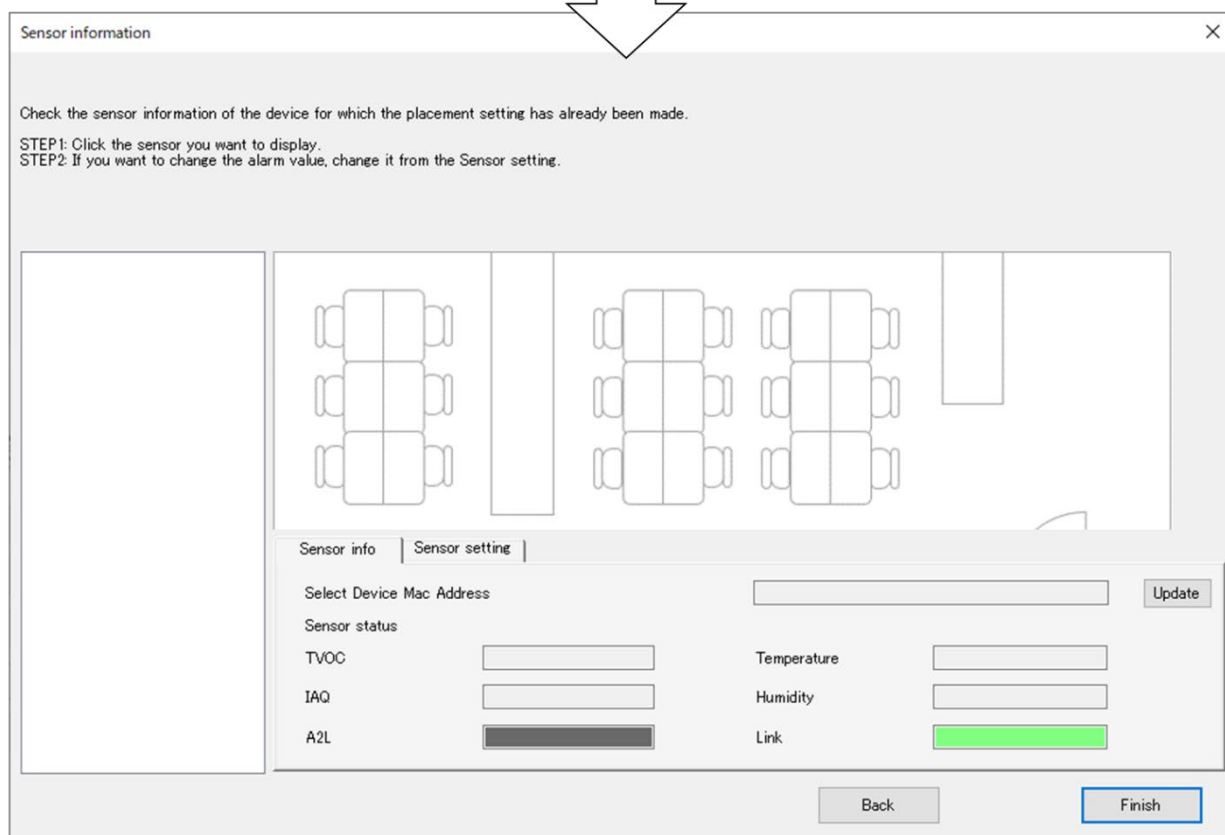 Sensor information
Check the sensor information of the device for which the placement setting has already been made.
STEP1: Click the sensor you want to display.
STEP2: If you want to change the alarm value, change it from the Sensor setting.
Sensor info
Sensor setting
Select Device Mac Address
Update
Sensor status
TVOC
Temperature
IAQ
Humidity
A2L
Link
Back
Finish